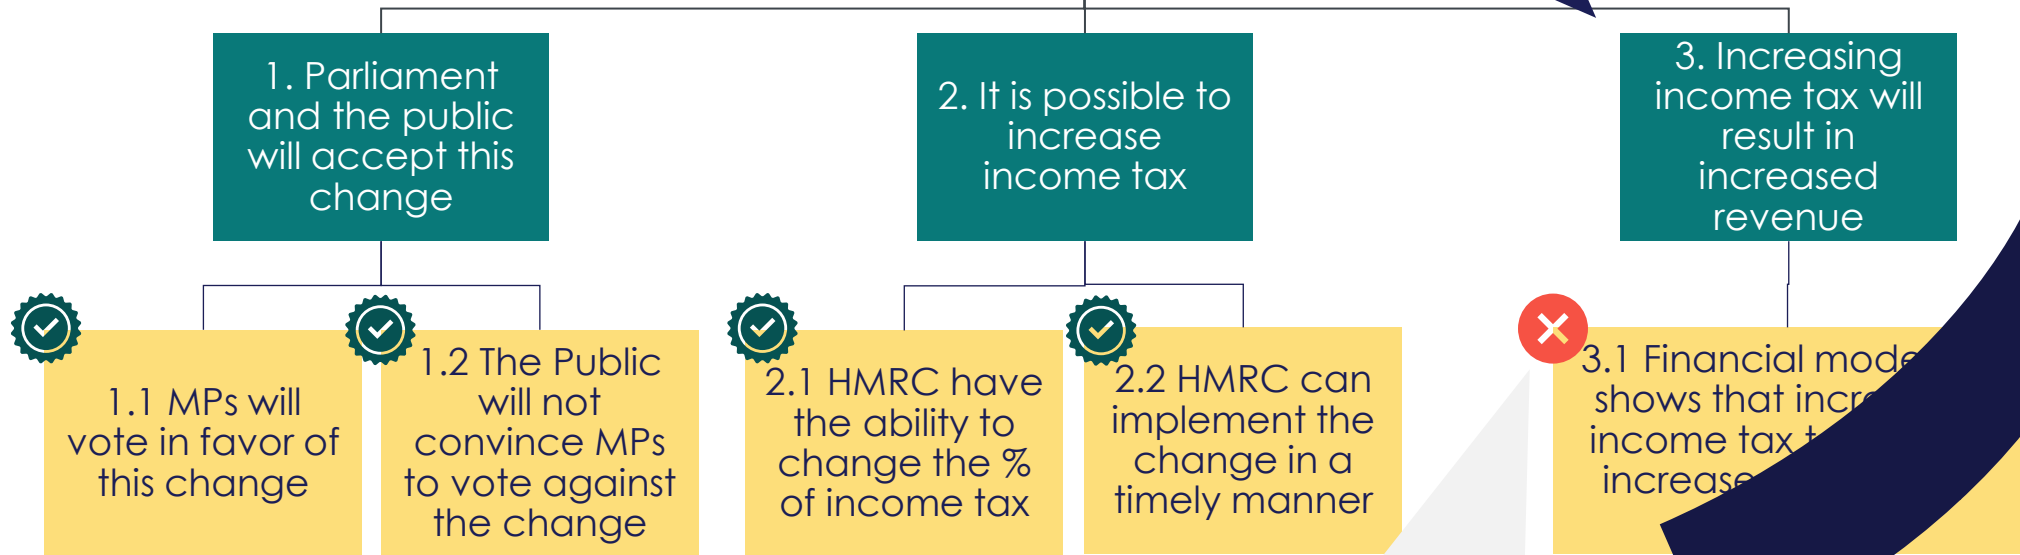 1. Parliament
and the public
will accept this
change
2. It is possible to
increase
income tax
3. Increasing
income tax will
result in
increased
revenue
1.1 MPs will
vote in favor of
this change
1.2 The Public
will not
convince MPs
to vote against
the change
2.1 HMRC have
the ability to
change the %
of income tax
2.2 HMRC can
implement the
change in a
timely manner
3.1 Financial
shows that
income tax